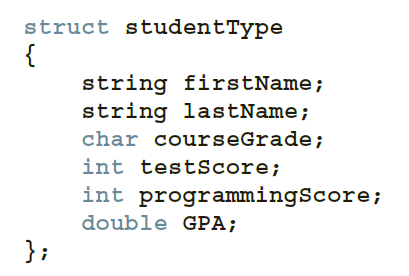 struct studentType
{
    string firstName;
    string lastName;
    char courseGrade;
    int testScore;
    int programmingScore;
    double GPA;
};